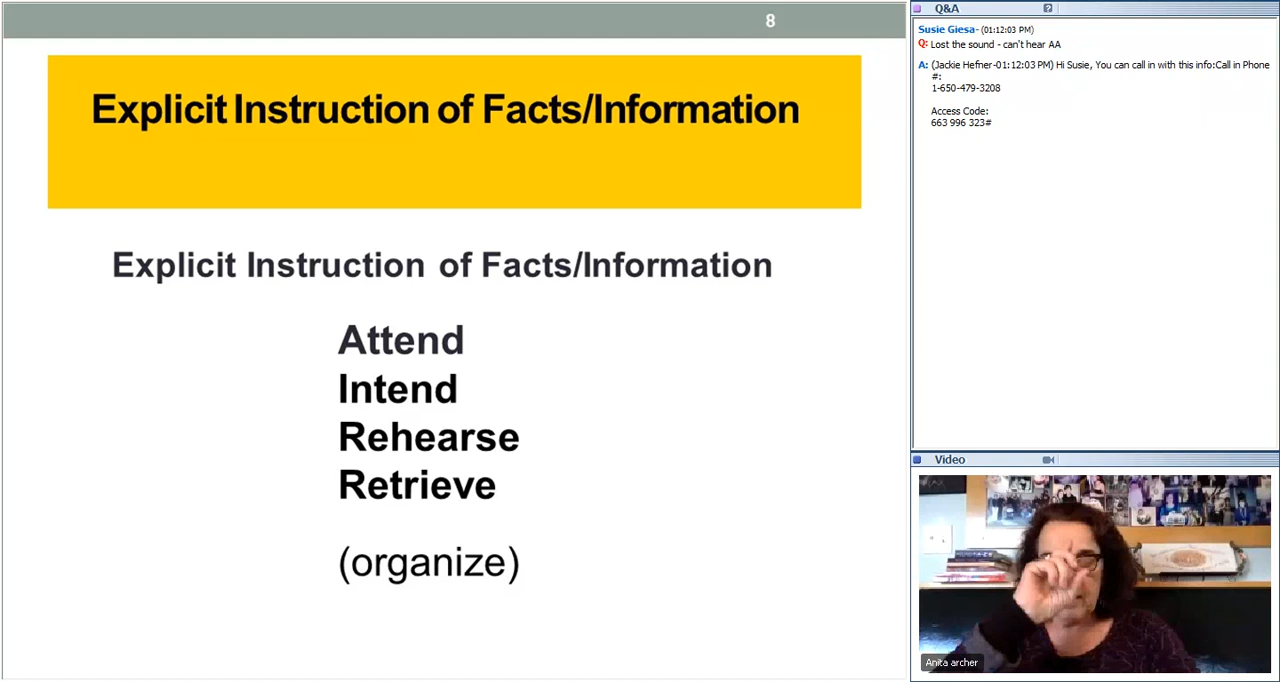 8
Explicit Instruction of Facts/Information
Explicit Instruction of Facts/Information
Attend
Intend
Rehearse
Retrieve
(organize)
Q&A
Susie Giesa- (01:12:03 PM)
Q: Lost the sound - can't hear AA
A: (Jackie Hefner-01:12:03 PM) Hi Susie, You can call in with this info:Call in Phone
#:
1-650-479-3208
Access Code:
663 996 323#
Video
Anita archer